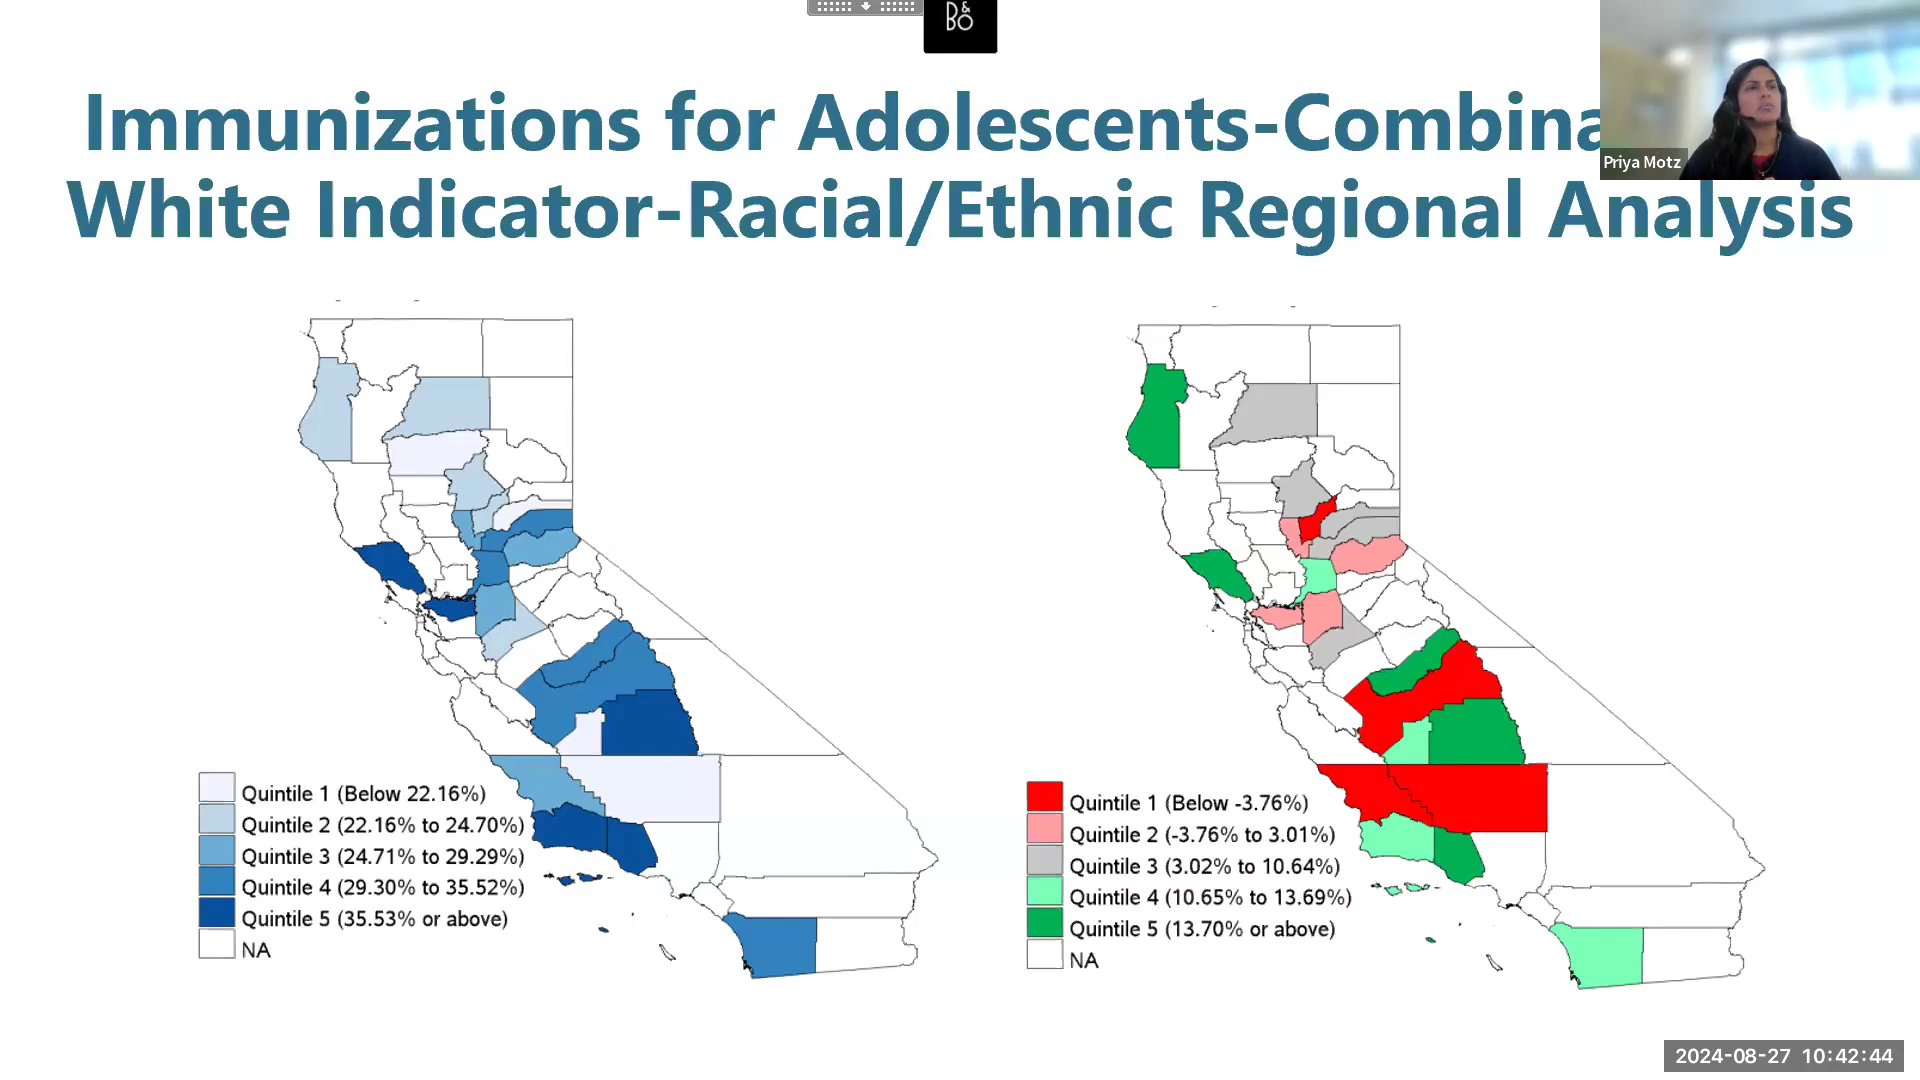 B&O
Immunizations for Adolescents-Combina
White Indicator-Racial/Ethnic Regional Analysis
Priya Motz
Quintile 1 (Below 22.16%)
Quintile 2 (22.16% to 24.70%)
Quintile 3 (24.71% to 29.29%)
Quintile 4 (29.30% to 35.52%)
Quintile 5 (35.53% or above)
NA
Quintile 1 (Below -3.76%)
Quintile 2 (-3.76% to 3.01%)
Quintile 3 (3.02% to 10.64%)
Quintile 4 (10.65% to 13.69%)
Quintile 5 (13.70% or above)
NA
2024-08-27 10:42:44